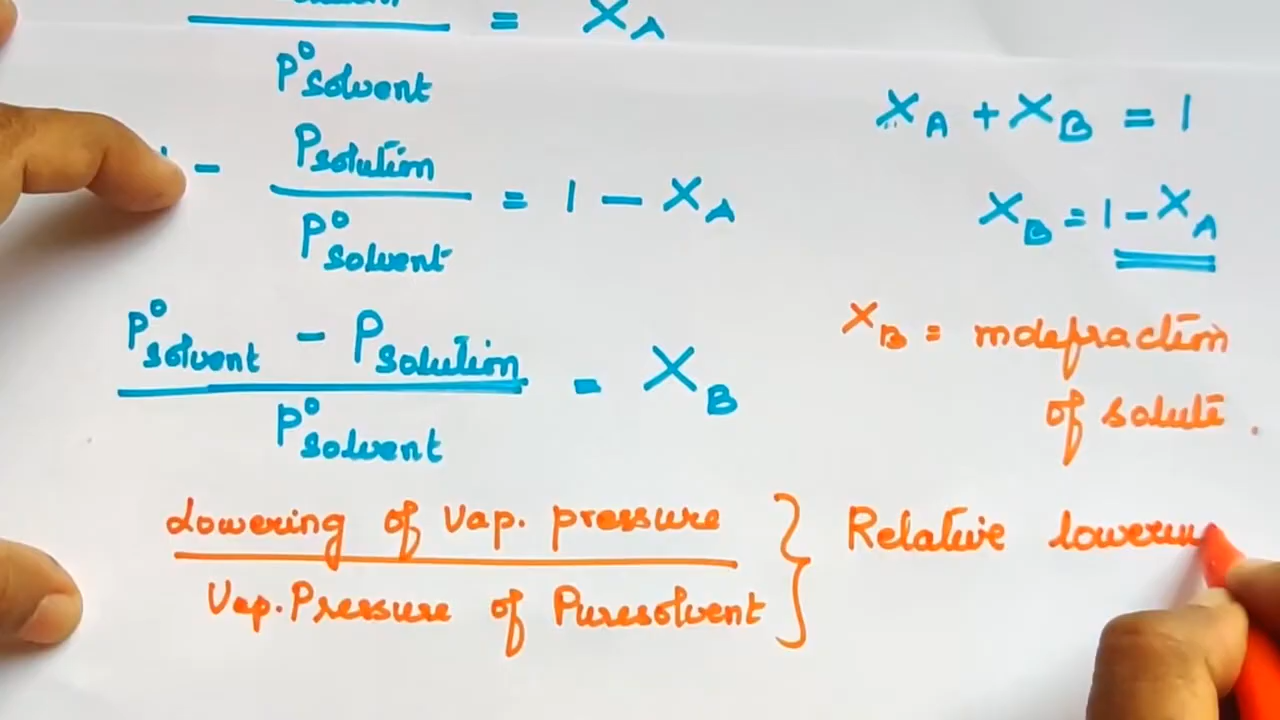 = X_A
P°solvent
X_A + X_B = 1
- Psolution / P°solvent = 1 - X_A
X_B = 1 - X_A
P°solvent - Psolution / P°solvent = X_B
X_B = molefraction
of solute.
Lowering of Vap. pressure
Vap. Pressure of Puresolvent
Relative lowerin